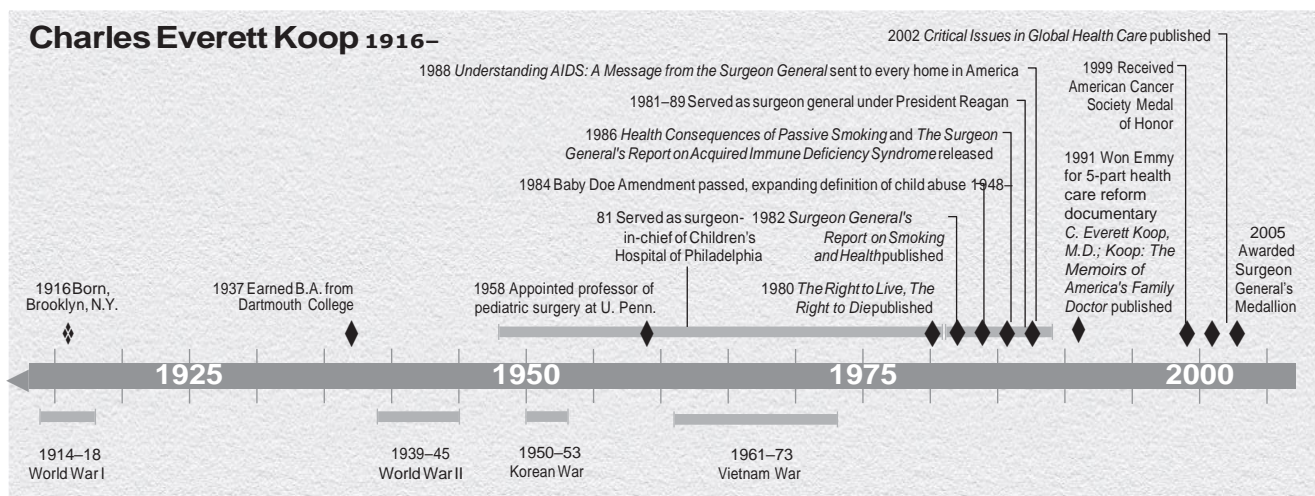 Charles Everett Koop 1916–
2002 Critical Issues in Global Health Care published
1988 Understanding AIDS: A Message from the Surgeon General sent to every home in America
1999 Received
American Cancer
Society Medal
of Honor
1981–89 Served as surgeon general under President Reagan
1986 Health Consequences of Passive Smoking and The Surgeon
General's Report on Acquired Immune Deficiency Syndrome released
1991 Won Emmy
for 5-part health
care reform
documentary
C. Everett Koop,
M.D.; Koop: The
Memoirs of
America's Family
Doctor published
1984 Baby Doe Amendment passed, expanding definition of child abuse 1948–
81 Served as surgeon-
in-chief of Children's
Hospital of Philadelphia
1982 Surgeon General's
Report on Smoking
and Health published
2005
Awarded
Surgeon
General's
Medallion
1916 Born,
Brooklyn, N.Y.
1937 Earned B.A. from
Dartmouth College
1958 Appointed professor of
pediatric surgery at U. Penn.
1980 The Right to Live, The
Right to Die published
1925
1950
1975
2000
1914–18
World War I
1939–45
World War II
1950–53
Korean War
1961–73
Vietnam War